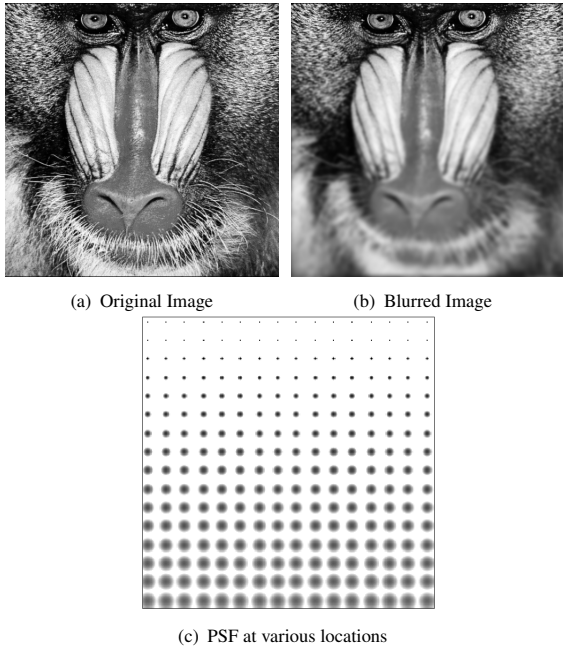 (a) Original Image
(b) Blurred Image
(c) PSF at various locations